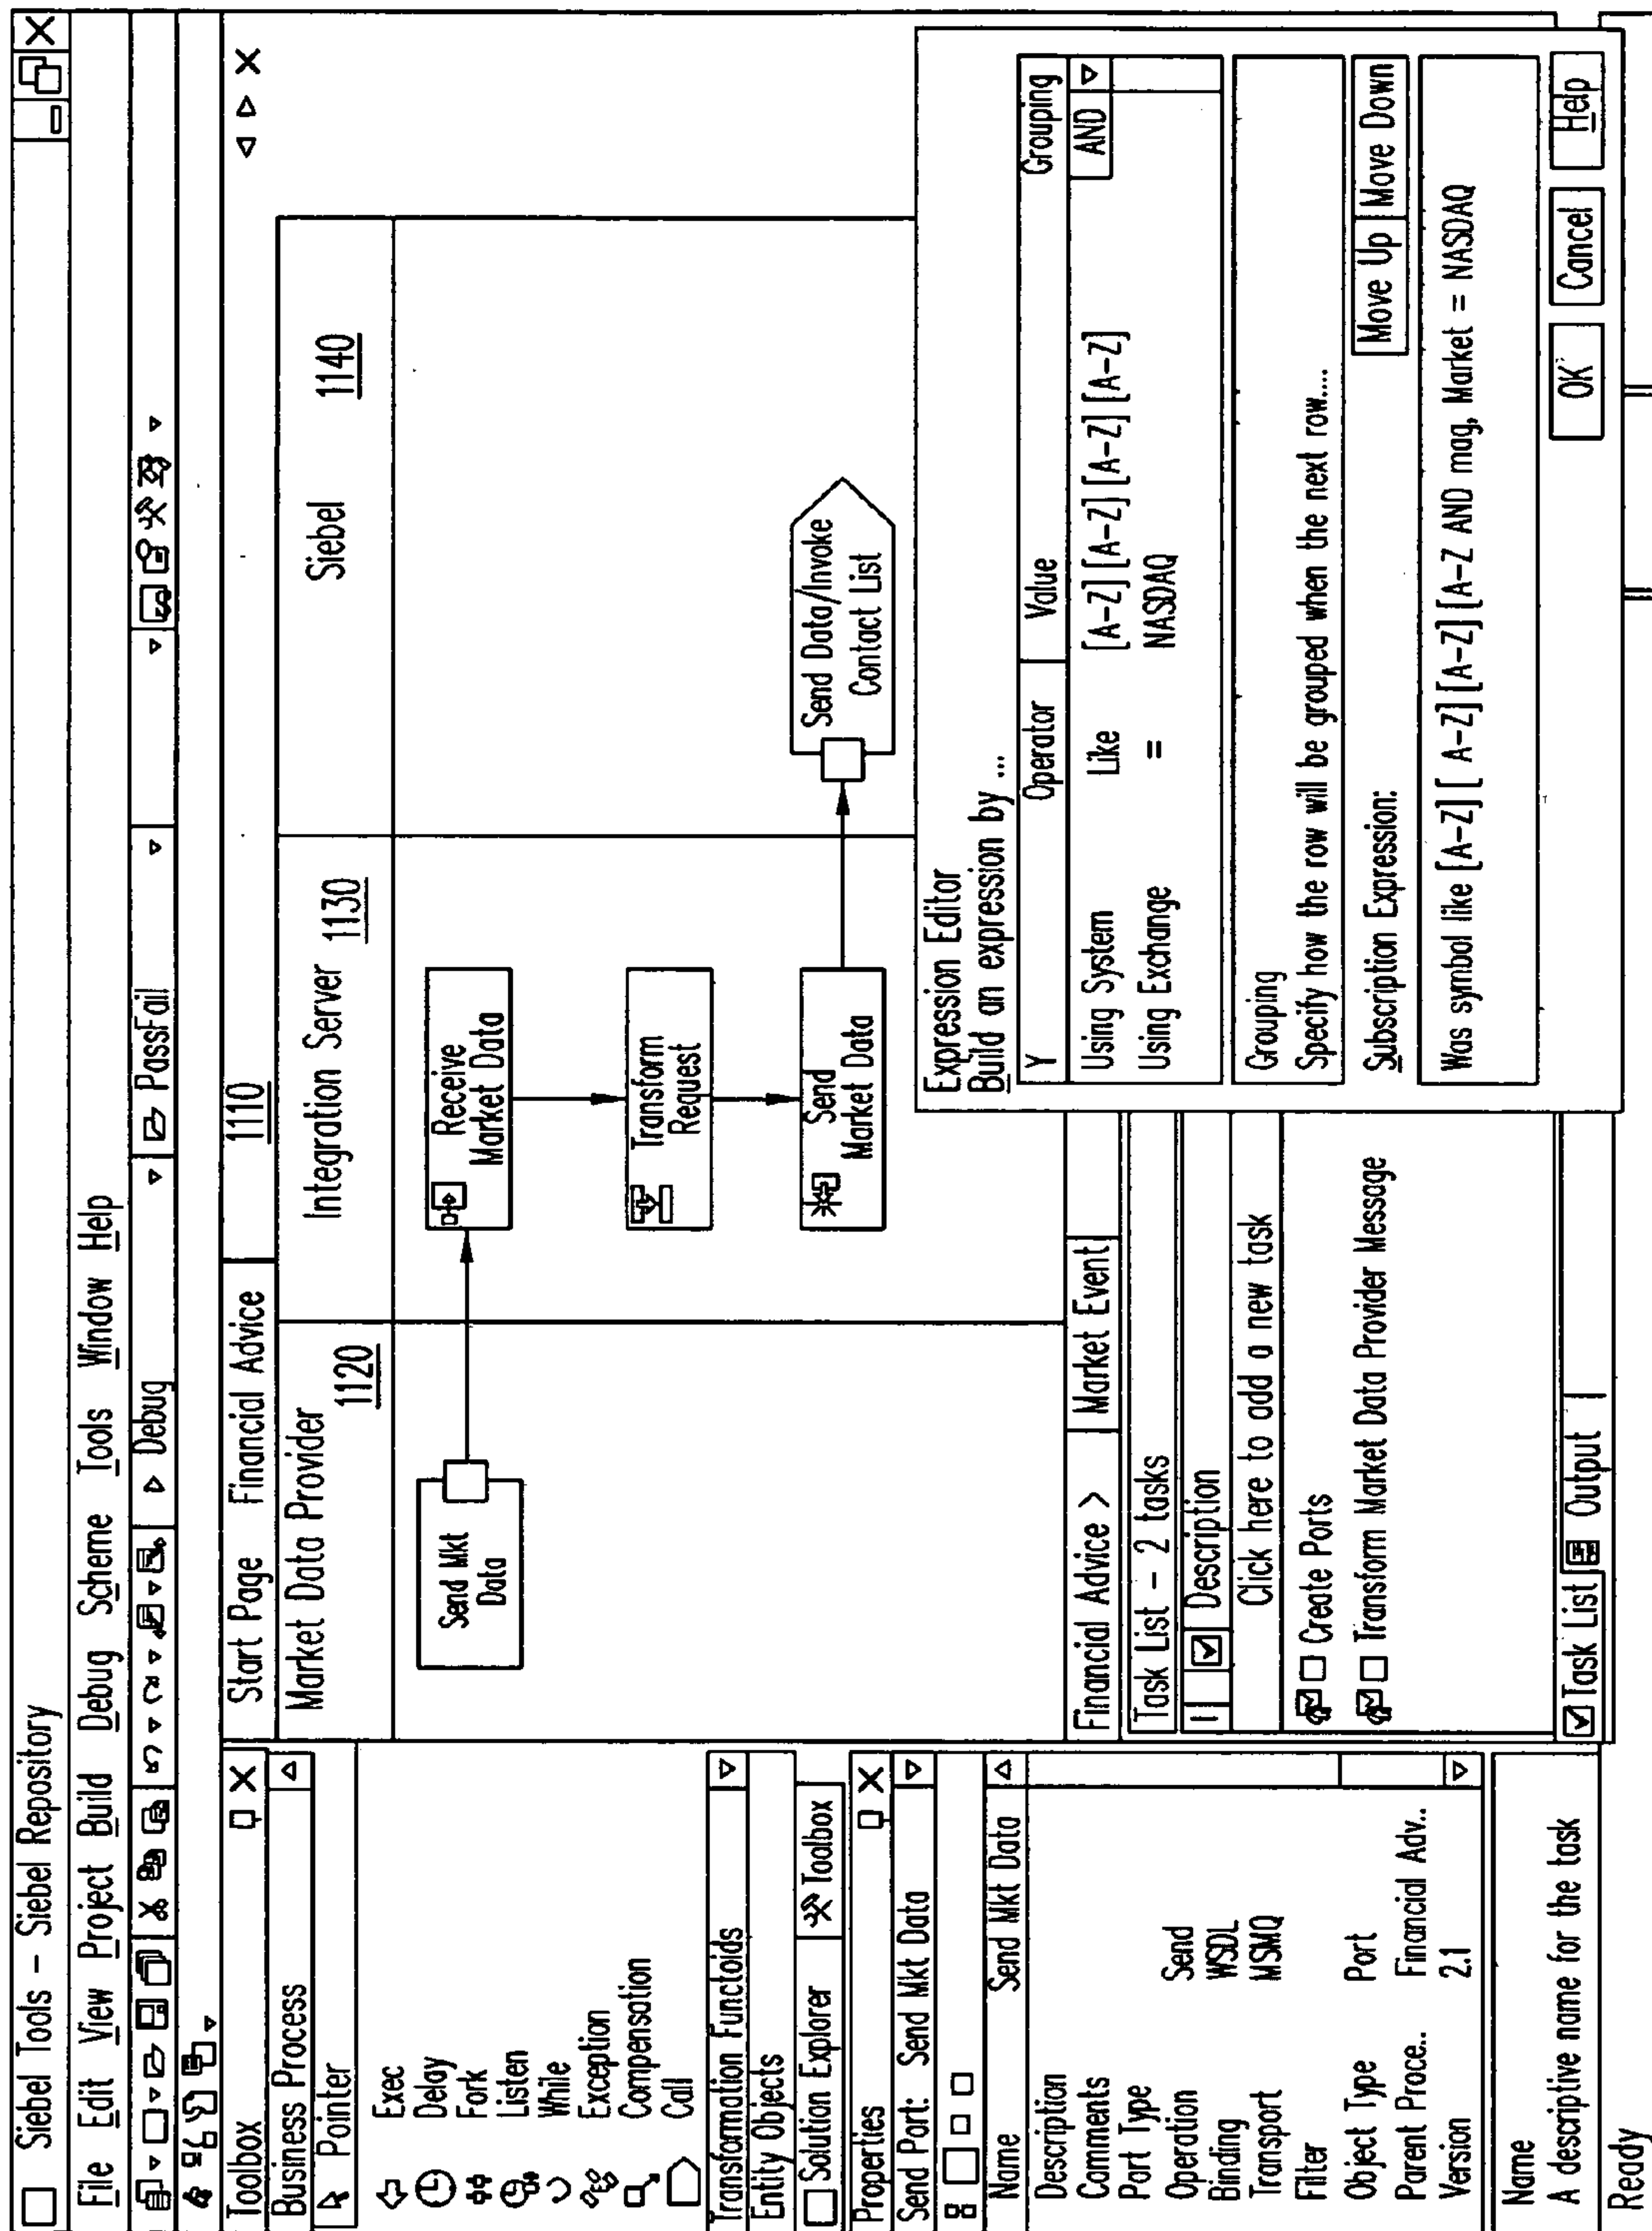 Siebel Tools – Siebel Repository
File Edit View Project Build Debug Scheme Tools Window Help
Debug
PassFail
Toolbox
Business Process
Pointer
Exec
Delay
Fork
Listen
While
Exception
Compensation
Call
Transformation Functoids
Entity Objects
Solution Explorer Toolbox
Properties
Send Port: Send Mkt Data
Name Send Mkt Data
Description
Comments
Port Type
Operation Send
Binding WSDL
Transport MSMQ
Filter
Object Type Port
Parent Proce.. Financial Adv..
Version 2.1
Name
A descriptive name for the task
Ready
Start Page Financial Advice 1110
Market Data Provider
1120
Integration Server 1130
Siebel 1140
Send Mkt
Data
Receive
Market Data
Transform
Request
Send
Market Data
Send Data/Invoke
Contact List
Financial Advice > Market Event
Task List – 2 tasks
Description
Click here to add a new task
Create Ports
Transform Market Data Provider Message
Task List Output
Expression Editor
Build an expression by ...
Y Operator Value Grouping
Using System Like [A–Z][A–Z][A–Z][A–Z] AND
Using Exchange = NASDAQ
Grouping
Specify how the row will be grouped when the next row....
Subscription Expression:
Move Up Move Down
Was symbol like [A–Z][ A–Z][A–Z][A–Z AND mag, Market = NASDAQ
OK Cancel Help